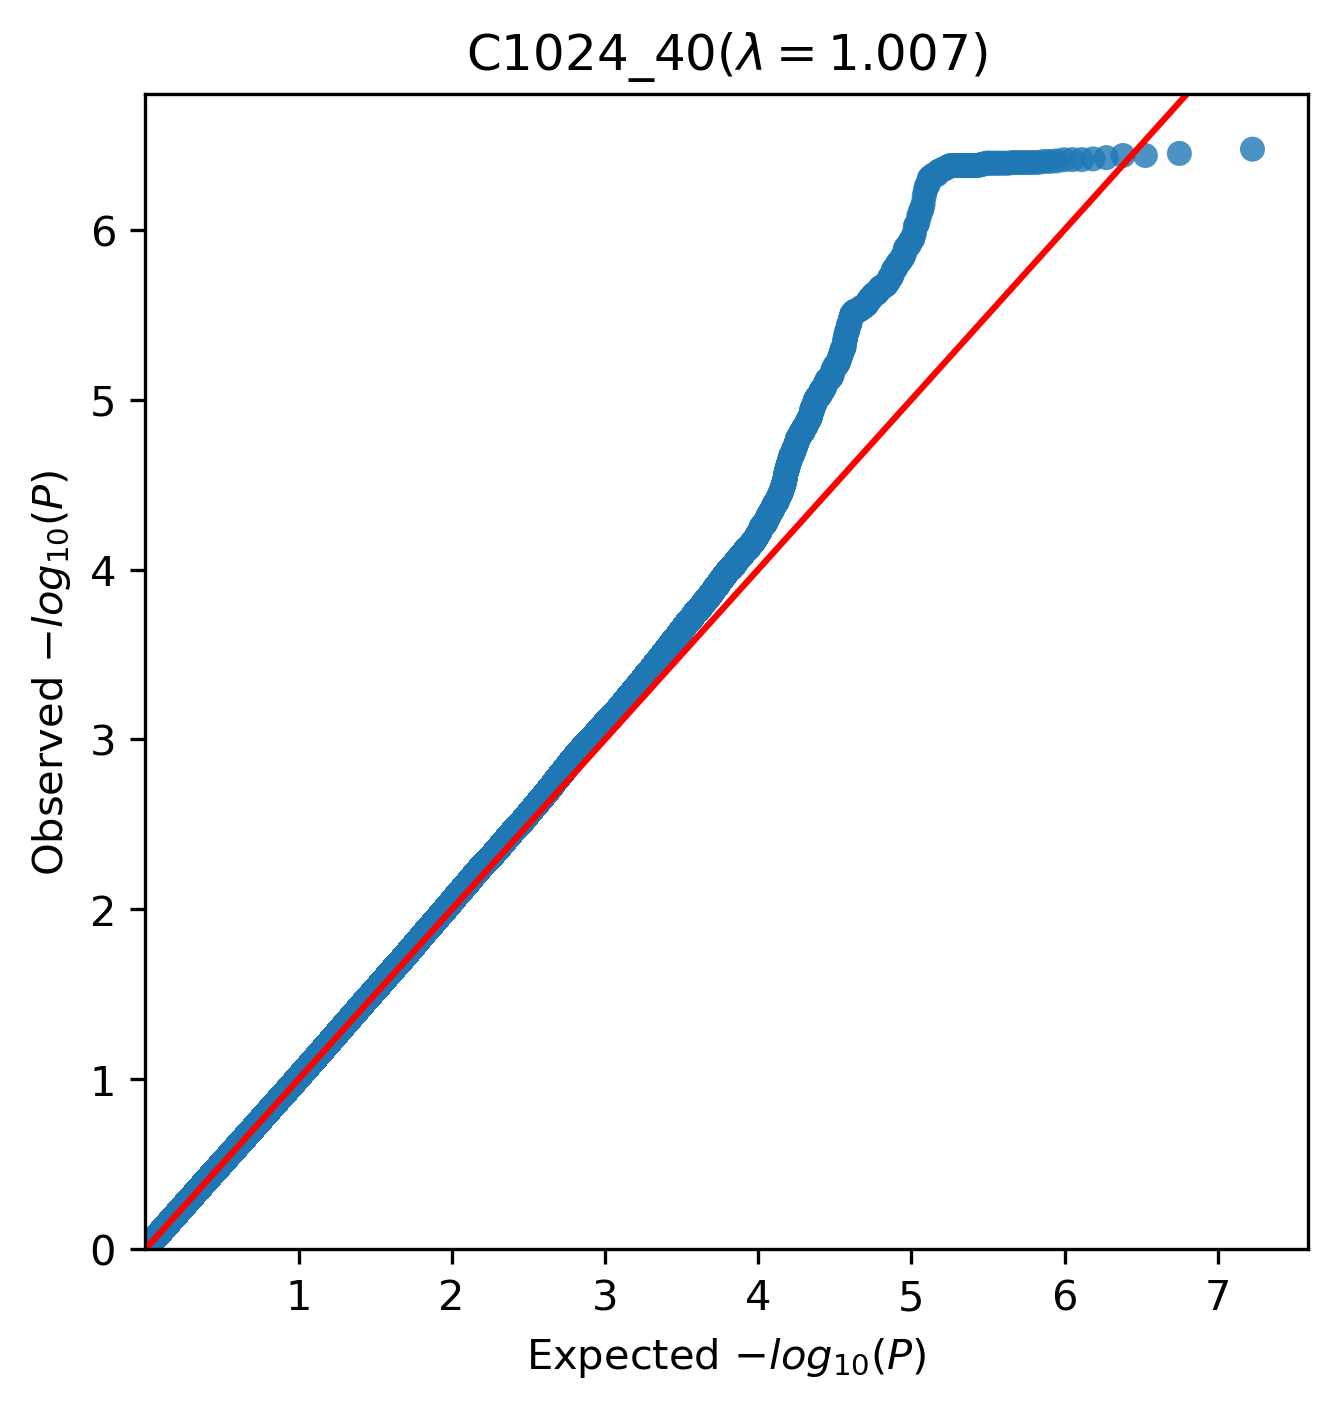 C1024_40(λ = 1.007)
Observed −log₁₀(P)
6
5
4
3
2
1
0
1 2 3 4 5 6 7
Expected −log₁₀(P)